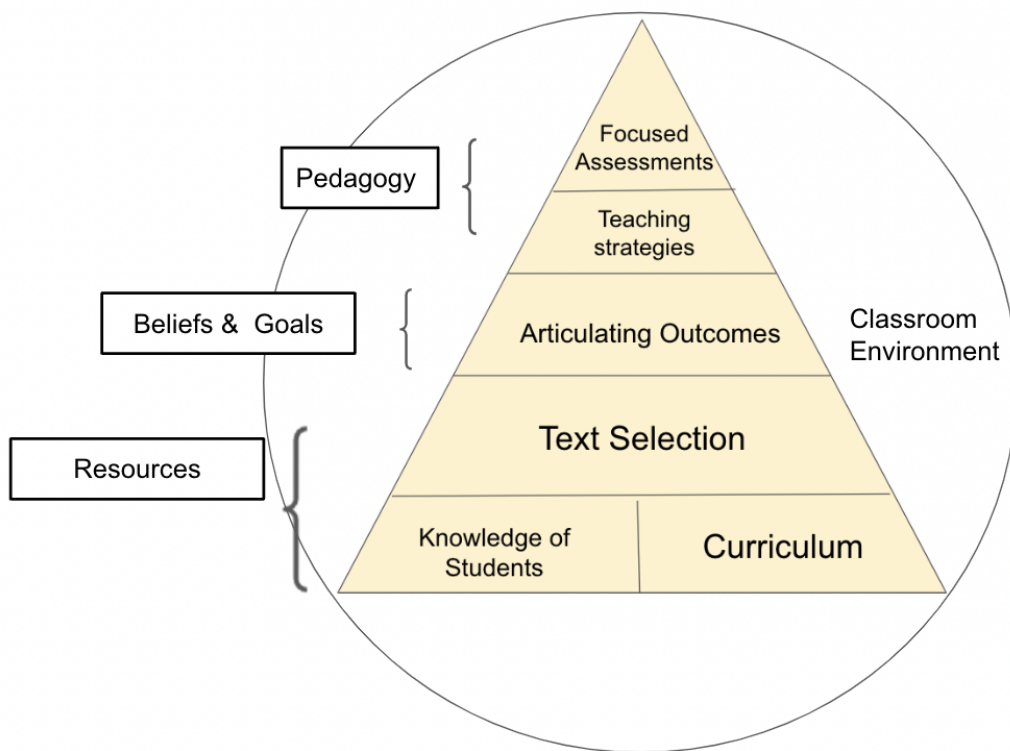 Focused
Assessments
Pedagogy
Teaching
strategies
Beliefs & Goals
Articulating Outcomes
Classroom
Environment
Text Selection
Resources
Knowledge of
Students
Curriculum